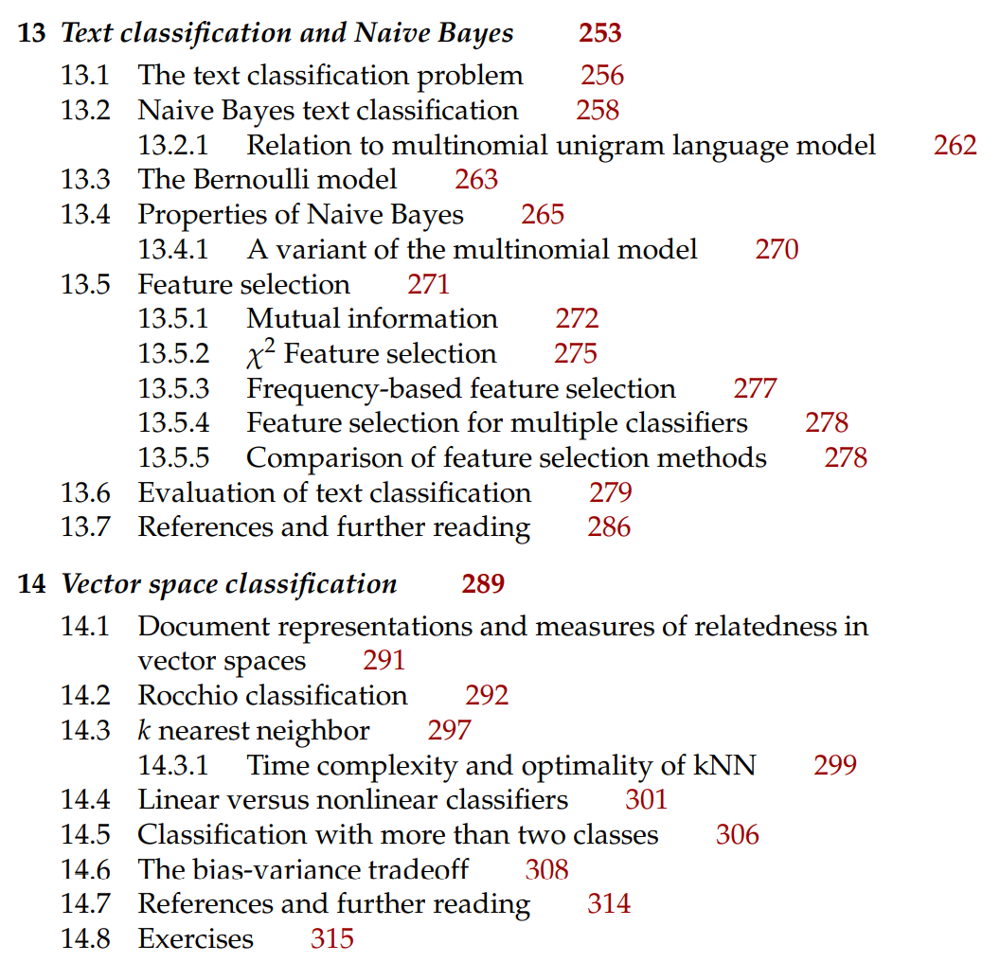 13 Text classification and Naive Bayes 253
13.1 The text classification problem 256
13.2 Naive Bayes text classification 258
13.2.1 Relation to multinomial unigram language model 262
13.3 The Bernoulli model 263
13.4 Properties of Naive Bayes 265
13.4.1 A variant of the multinomial model 270
13.5 Feature selection 271
13.5.1 Mutual information 272
13.5.2 χ² Feature selection 275
13.5.3 Frequency-based feature selection 277
13.5.4 Feature selection for multiple classifiers 278
13.5.5 Comparison of feature selection methods 278
13.6 Evaluation of text classification 279
13.7 References and further reading 286
14 Vector space classification 289
14.1 Document representations and measures of relatedness in
vector spaces 291
14.2 Rocchio classification 292
14.3 k nearest neighbor 297
14.3.1 Time complexity and optimality of kNN 299
14.4 Linear versus nonlinear classifiers 301
14.5 Classification with more than two classes 306
14.6 The bias-variance tradeoff 308
14.7 References and further reading 314
14.8 Exercises 315